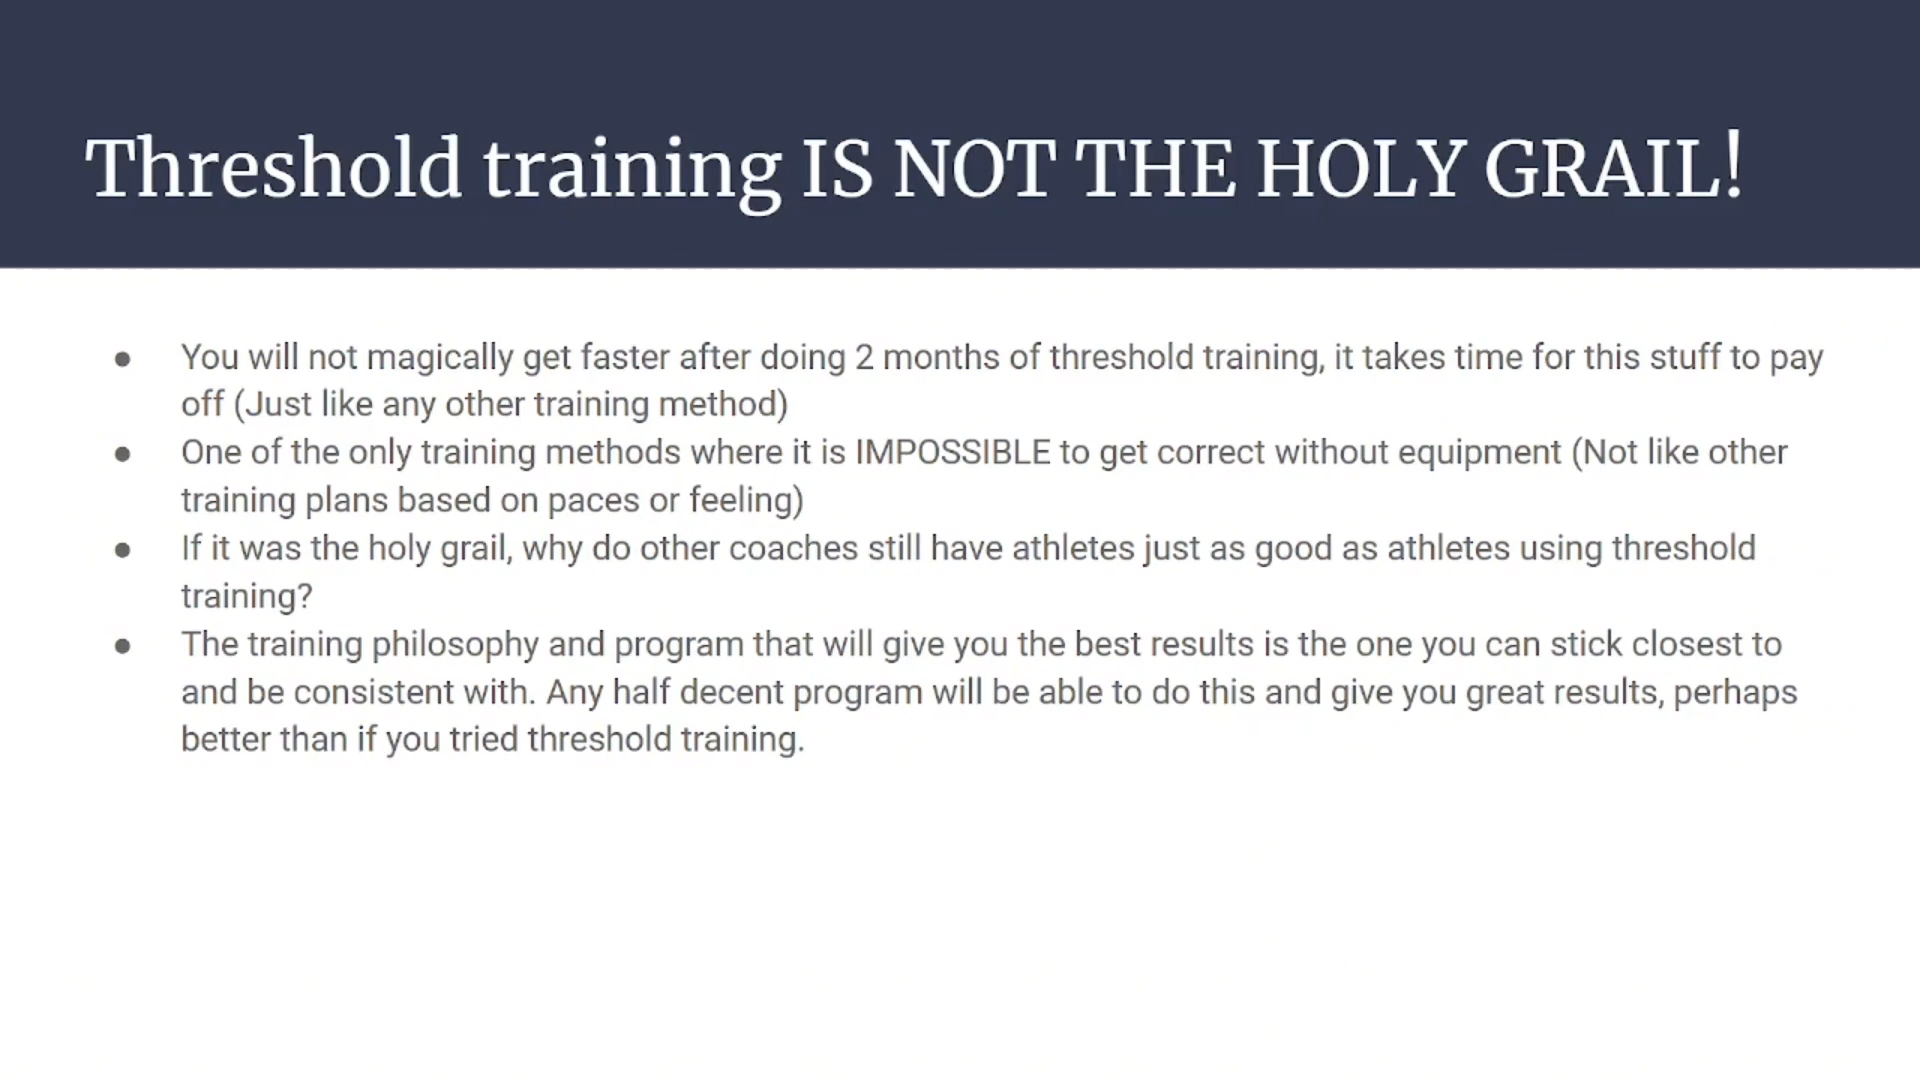 Threshold training IS NOT THE HOLY GRAIL!
● You will not magically get faster after doing 2 months of threshold training, it takes time for this stuff to pay
off (Just like any other training method)
● One of the only training methods where it is IMPOSSIBLE to get correct without equipment (Not like other
training plans based on paces or feeling)
● If it was the holy grail, why do other coaches still have athletes just as good as athletes using threshold
training?
● The training philosophy and program that will give you the best results is the one you can stick closest to
and be consistent with. Any half decent program will be able to do this and give you great results, perhaps
better than if you tried threshold training.